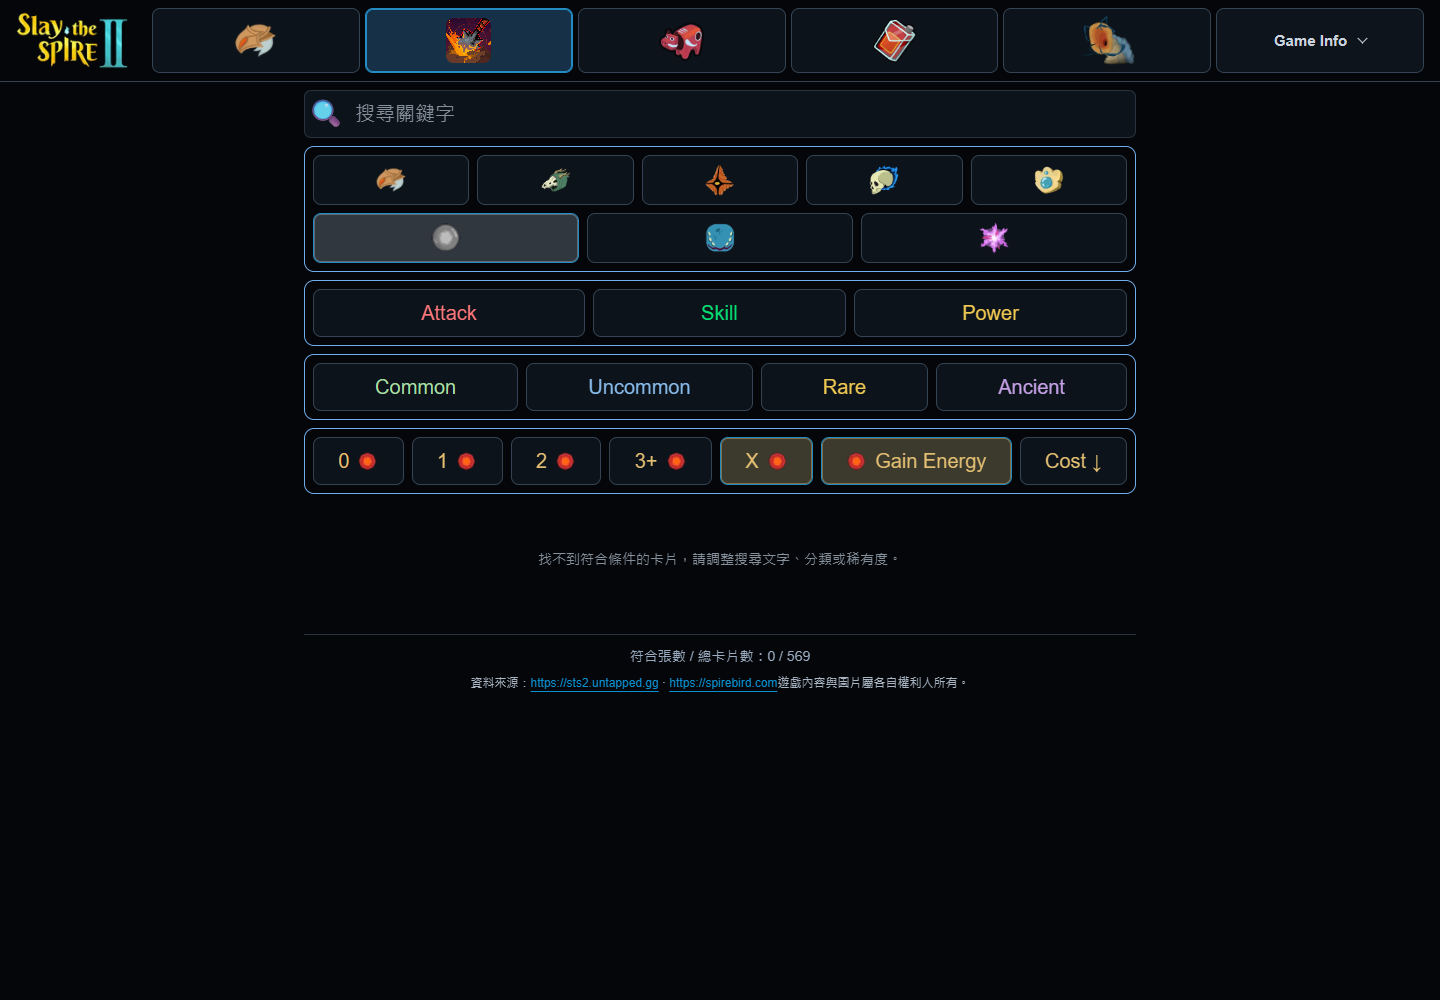 Slay the
SPIRE II
Game Info
搜尋關鍵字
Attack Skill Power
Common Uncommon Rare Ancient
0 1 2 3+ X Gain Energy Cost ↓
找不到符合條件的卡片，請調整搜尋文字、分類或稀有度。
符合張數 / 總卡片數：0 / 569
資料來源：https://sts2.untapped.gg · https://spirebird.com遊戲內容與圖片屬各自權利人所有。